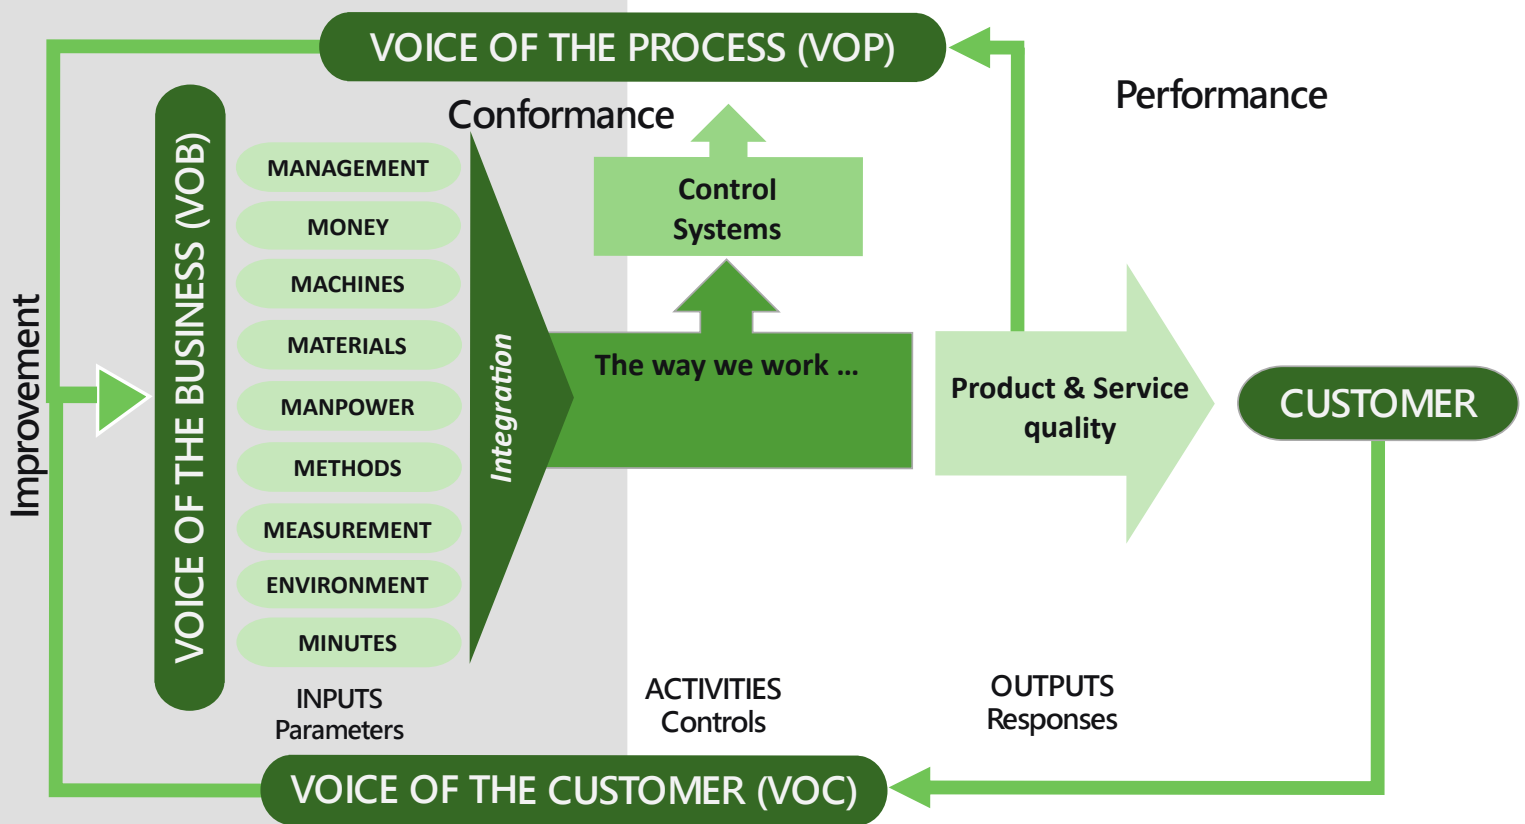 VOICE OF THE PROCESS (VOP)
Performance
Conformance
Improvement
VOICE OF THE BUSINESS (VOB)
MANAGEMENT
MONEY
MACHINES
MATERIALS
MANPOWER
METHODS
MEASUREMENT
ENVIRONMENT
MINUTES
Integration
Control
Systems
The way we work ...
Product & Service
quality
CUSTOMER
INPUTS
Parameters
ACTIVITIES
Controls
OUTPUTS
Responses
VOICE OF THE CUSTOMER (VOC)